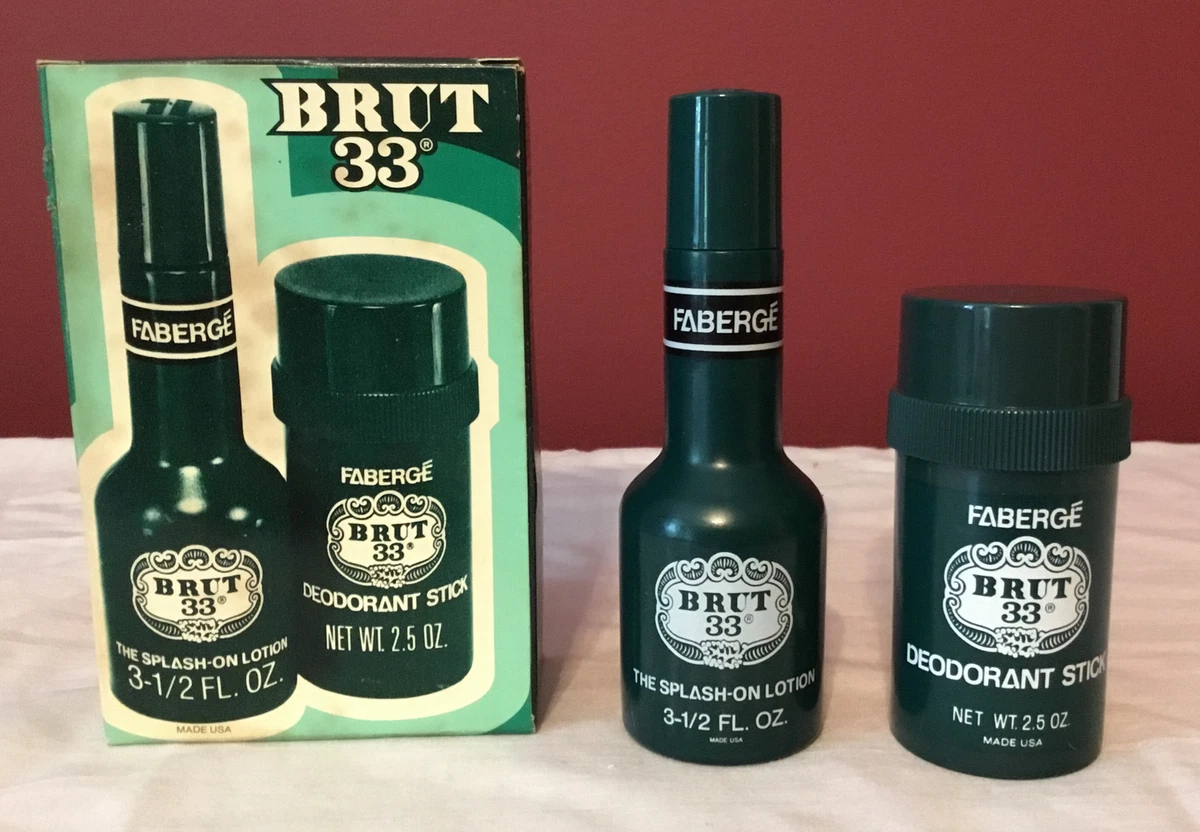 BRUT
33®
FABERGÉ
BRUT
33®
THE SPLASH-ON LOTION
3-1/2 FL. OZ.
FABERGÉ
BRUT
33®
DEODORANT STICK
NET WT. 2.5 OZ.
MADE USA
FABERGÉ
BRUT
33®
THE SPLASH-ON LOTION
3-1/2 FL. OZ.
MADE USA
FABERGÉ
BRUT
33®
DEODORANT STICK
NET WT. 2.5 OZ.
MADE USA